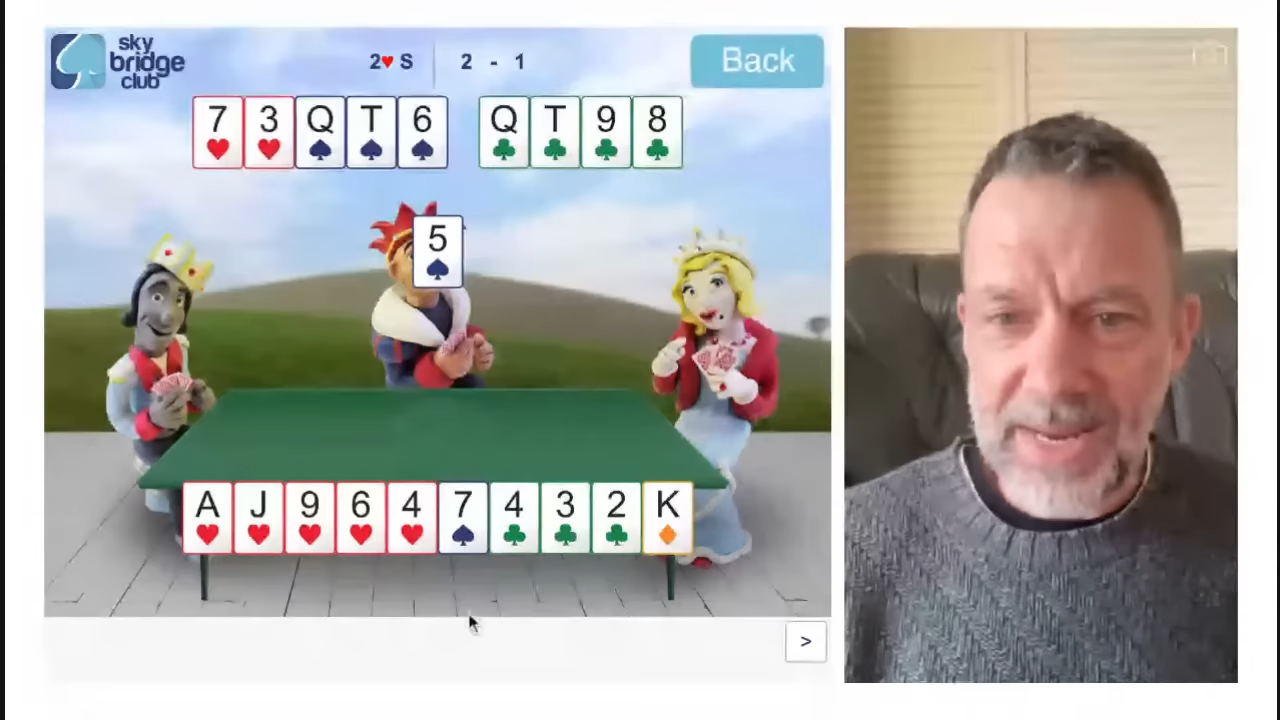 sky
bridge
club
2♥ S 2 - 1
Back
7♥ 3♥ Q♠ T♠ 6♠ Q♣ T♣ 9♣ 8♣
5♠
A♥ J♥ 9♥ 6♥ 4♥ 7♠ 4♣ 3♣ 2♣ K♦
>